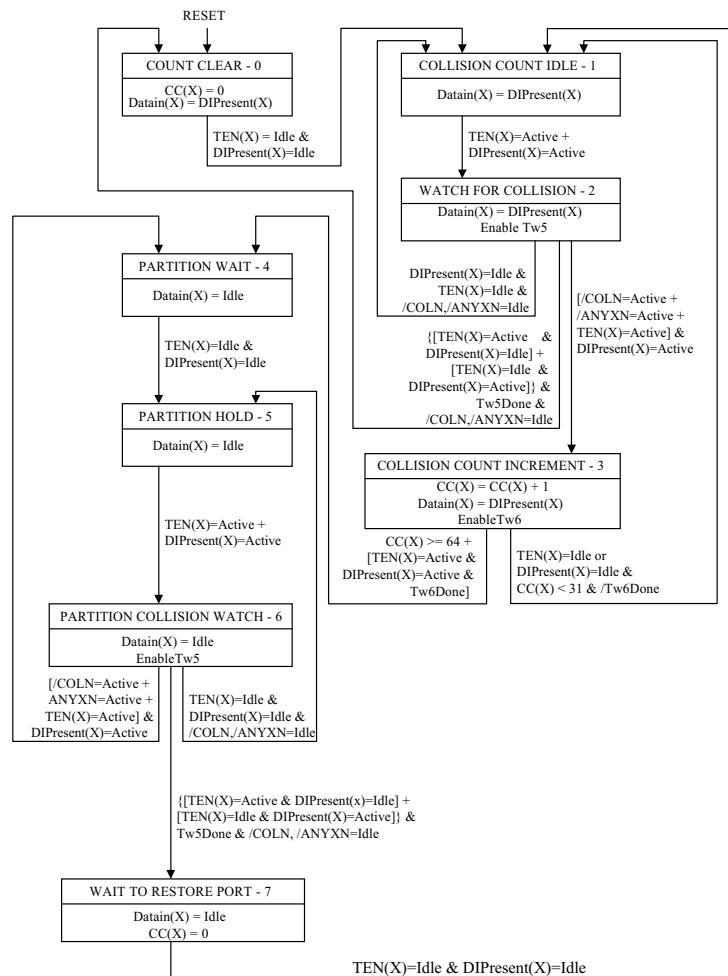 RESET
COUNT CLEAR - 0
CC(X) = 0
Datain(X) = DIPresent(X)
TEN(X) = Idle &
DIPresent(X)=Idle
COLLISION COUNT IDLE - 1
Datain(X) = DIPresent(X)
TEN(X)=Active +
DIPresent(X)=Active
WATCH FOR COLLISION - 2
Datain(X) = DIPresent(X)
Enable Tw5
DIPresent(X)=Idle &
TEN(X)=Idle &
/COLN,/ANYXN=Idle
{[TEN(X)=Active &
DIPresent(X)=Idle] +
[TEN(X)=Idle &
DIPresent(X)=Active]} &
Tw5Done &
/COLN,/ANYXN=Idle
[/COLN=Active +
/ANYXN=Active +
TEN(X)=Active] &
DIPresent(X)=Active
COLLISION COUNT INCREMENT - 3
CC(X) = CC(X) + 1
Datain(X) = DIPresent(X)
EnableTw6
CC(X) >= 64 +
[TEN(X)=Active &
DIPresent(X)=Active &
Tw6Done]
TEN(X)=Idle or
DIPresent(X)=Idle &
CC(X) < 31 & /Tw6Done
PARTITION WAIT - 4
Datain(X) = Idle
TEN(X)=Idle &
DIPresent(X)=Idle
PARTITION HOLD - 5
Datain(X) = Idle
TEN(X)=Active +
DIPresent(X)=Active
PARTITION COLLISION WATCH - 6
Datain(X) = Idle
EnableTw5
[/COLN=Active +
ANYXN=Active +
TEN(X)=Active] &
DIPresent(X)=Active
TEN(X)=Idle &
DIPresent(X)=Idle &
/COLN,/ANYXN=Idle
{[TEN(X)=Active & DIPresent(x)=Idle] +
[TEN(X)=Idle & DIPresent(X)=Active]} &
Tw5Done & /COLN, /ANYXN=Idle
WAIT TO RESTORE PORT - 7
Datain(X) = Idle
CC(X) = 0
TEN(X)=Idle & DIPresent(X)=Idle